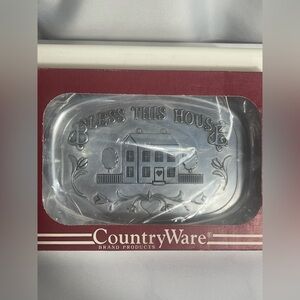 BLESS THIS HOUSE
CountryWare®
BRAND PRODUCTS